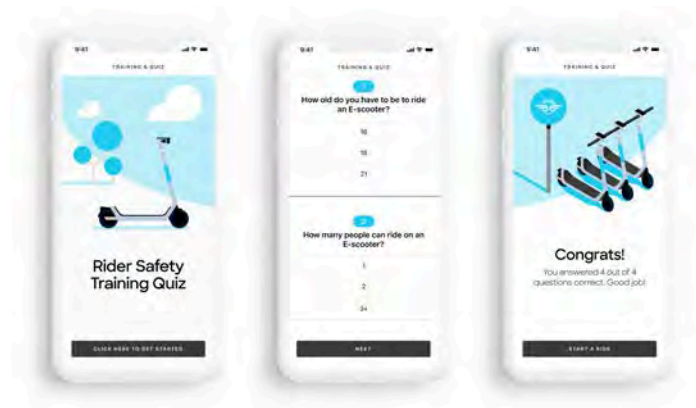 9:41
TRAINING & QUIZ
Rider Safety
Training Quiz
CLICK HERE TO GET STARTED
9:41
TRAINING & QUIZ
1
How old do you have to be to ride
an E-scooter?
16
18
21
2
How many people can ride on an
E-scooter?
1
2
3+
NEXT
9:41
TRAINING & QUIZ
Congrats!
You answered 4 out of 4
questions correct. Good job!
START A RIDE